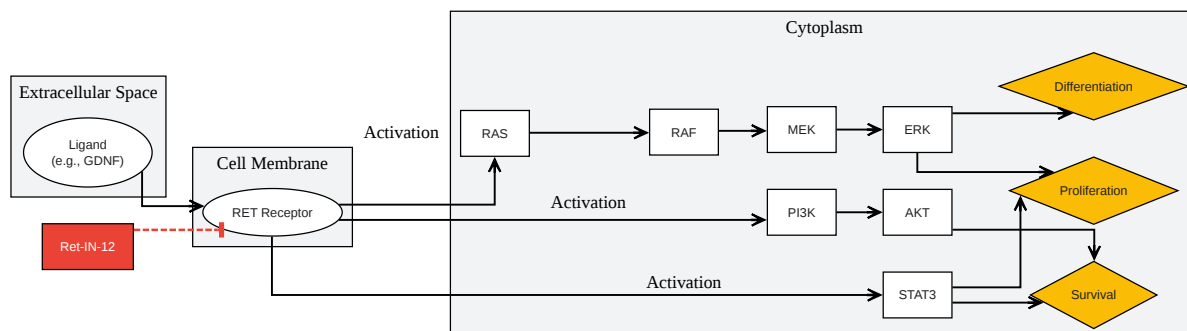 Extracellular Space
Ligand
(e.g., GDNF)
Ret-IN-12
Cell Membrane
RET Receptor
Activation
Activation
Activation
Cytoplasm
RAS
RAF
MEK
ERK
PI3K
AKT
STAT3
Differentiation
Proliferation
Survival